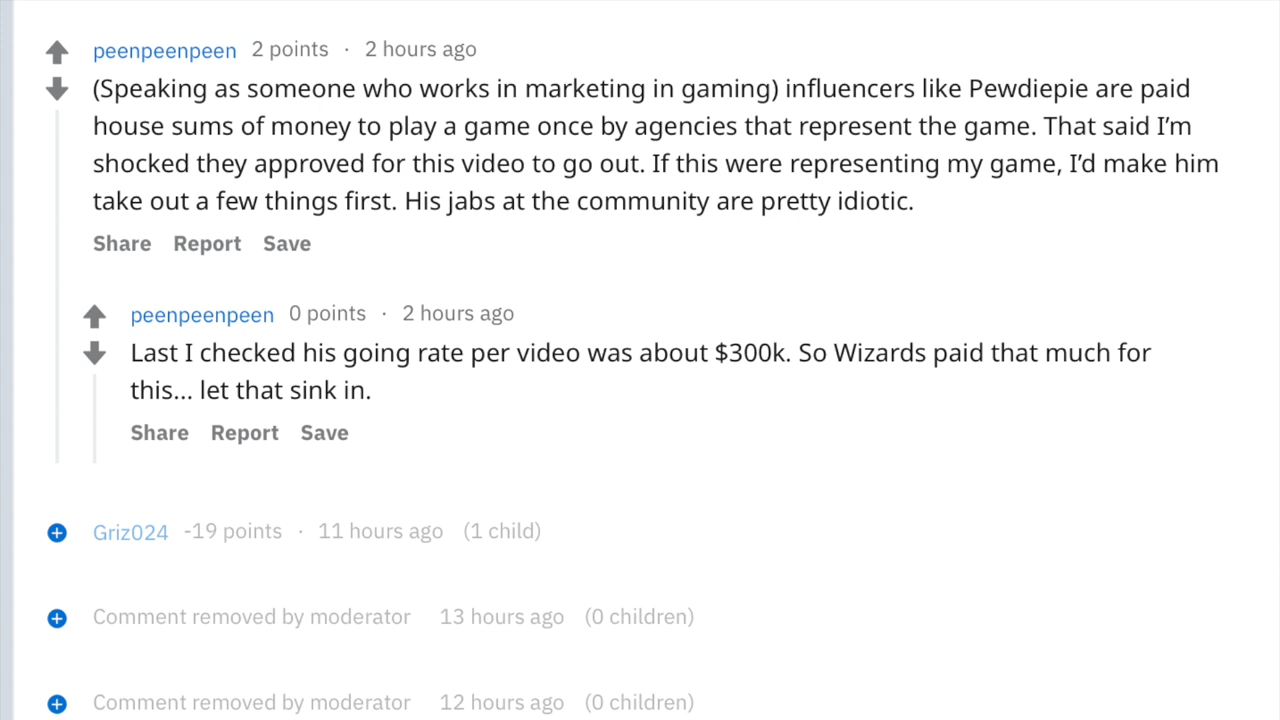 peenpeenpeen 2 points · 2 hours ago
(Speaking as someone who works in marketing in gaming) influencers like Pewdiepie are paid
house sums of money to play a game once by agencies that represent the game. That said I’m
shocked they approved for this video to go out. If this were representing my game, I’d make him
take out a few things first. His jabs at the community are pretty idiotic.
Share Report Save
peenpeenpeen 0 points · 2 hours ago
Last I checked his going rate per video was about $300k. So Wizards paid that much for
this... let that sink in.
Share Report Save
Griz024 -19 points · 11 hours ago (1 child)
Comment removed by moderator 13 hours ago (0 children)
Comment removed by moderator 12 hours ago (0 children)